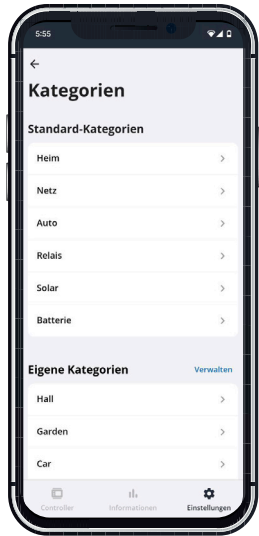 5:55
Kategorien
Standard-Kategorien
Heim
Netz
Auto
Relais
Solar
Batterie
Eigene Kategorien
Verwalten
Hall
Garden
Car
Controller
Informationen
Einstellungen